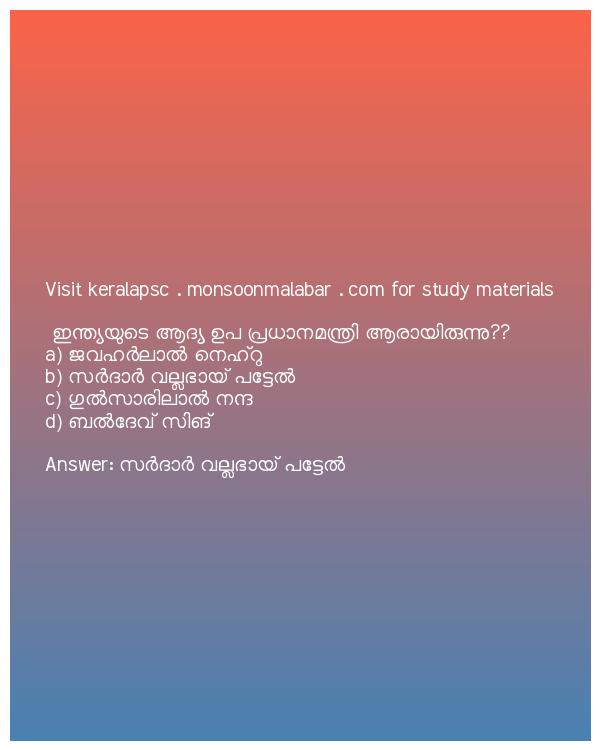 Visit keralapsc . monsoonmalabar . com for study materials
ഇന്ത്യയുടെ ആദ്യ ഉപ പ്രധാനമന്ത്രി ആരായിരുന്നു??
a) ജവഹർലാൽ നെഹ്റു
b) സർദാർ വല്ലഭായ് പട്ടേൽ
c) ഗുൽസാരിലാൽ നന്ദ
d) ബൽദേവ് സിങ്
Answer: സർദാർ വല്ലഭായ് പട്ടേൽ